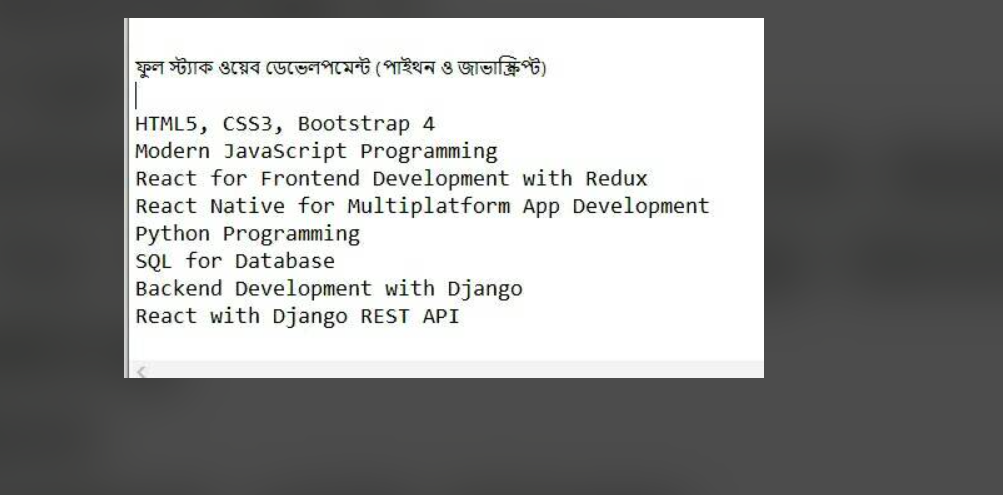 ফুল স্ট্যাক ওয়েব ডেভেলপমেন্ট (পাইথন ও জাভাস্ক্রিপ্ট)
HTML5, CSS3, Bootstrap 4
Modern JavaScript Programming
React for Frontend Development with Redux
React Native for Multiplatform App Development
Python Programming
SQL for Database
Backend Development with Django
React with Django REST API